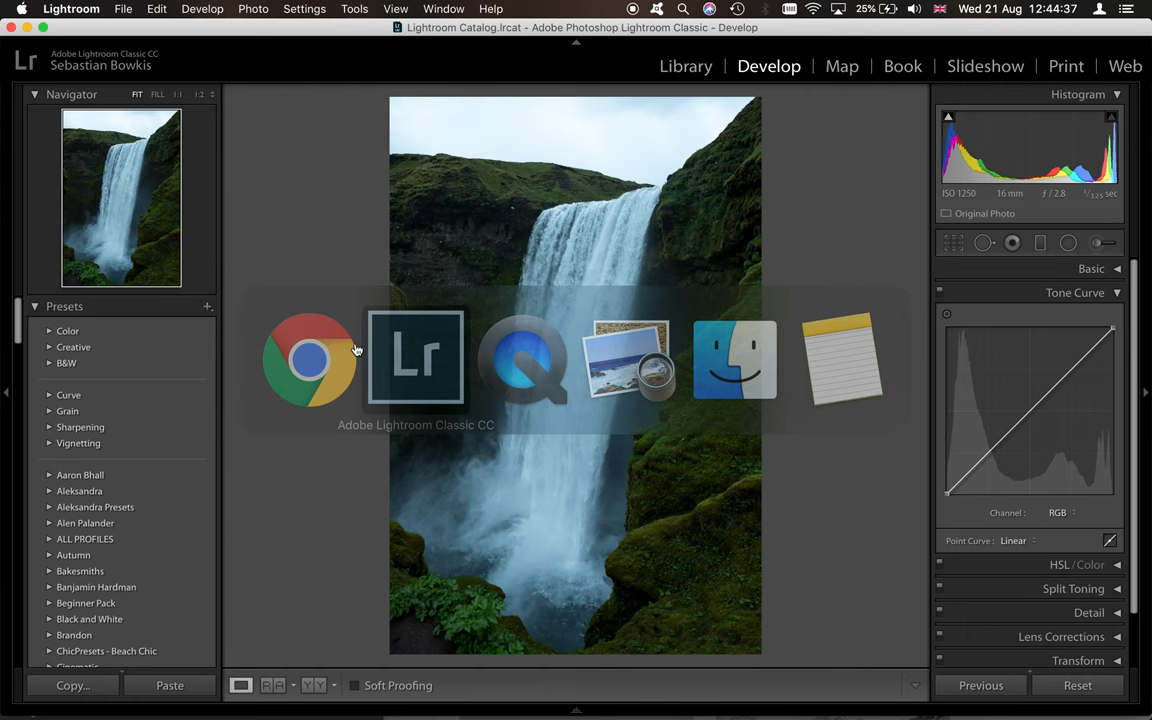 Lightroom File Edit Develop Photo Settings Tools View Window Help 25% Wed 21 Aug 12:44:37
Lightroom Catalog.lrcat - Adobe Photoshop Lightroom Classic - Develop
Lr
Adobe Lightroom Classic CC
Sebastian Bowkis
Library | Develop | Map | Book | Slideshow | Print | Web
Navigator FIT FILL 1:1 1:2
Presets +
Color
Creative
B&W
Curve
Grain
Sharpening
Vignetting
Aaron Bhall
Aleksandra
Aleksandra Presets
Alen Palander
ALL PROFILES
Autumn
Bakesmiths
Banjamin Hardman
Beginner Pack
Black and White
Brandon
ChicPresets - Beach Chic
Cinematic
Copy... Paste
Lr
Adobe Lightroom Classic CC
Soft Proofing
Histogram
ISO 1250 16 mm ƒ / 2.8 1/125 sec
Original Photo
Basic
Tone Curve
Channel : RGB
Point Curve : Linear
HSL / Color
Split Toning
Detail
Lens Corrections
Transform
Previous Reset